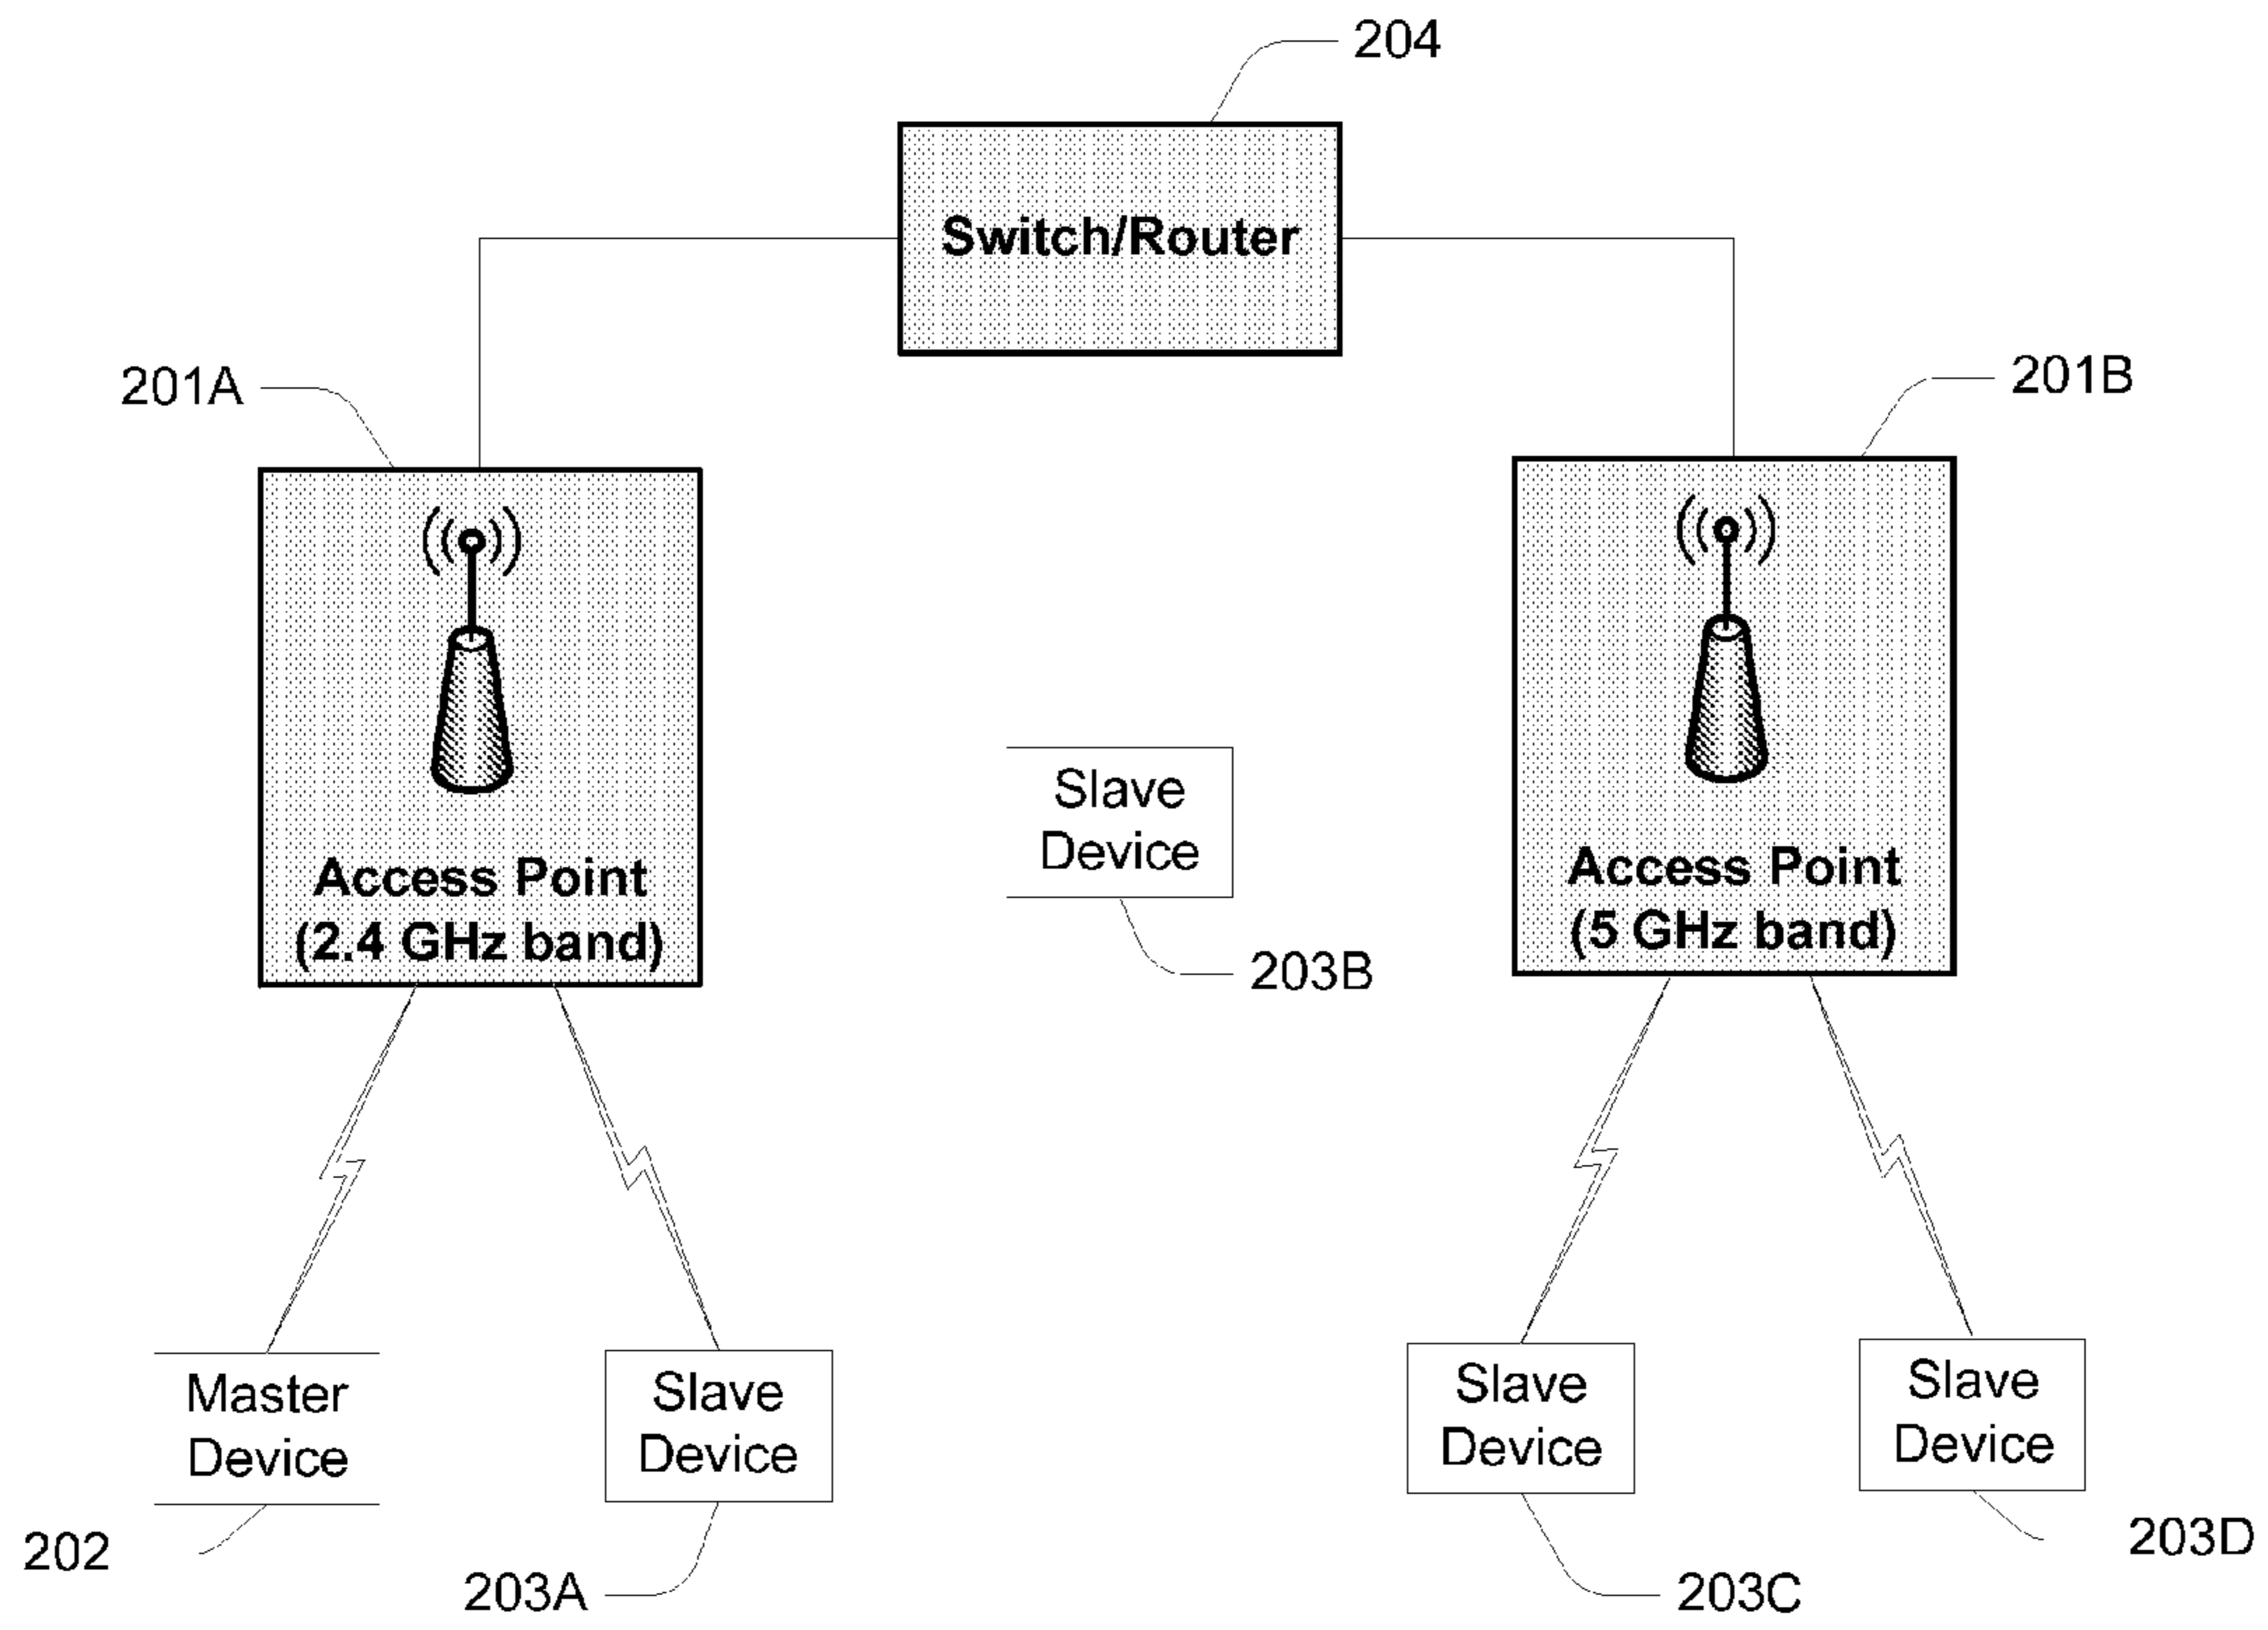 204
Switch/Router
201A
201B
Access Point
(2.4 GHz band)
Slave
Device
203B
Access Point
(5 GHz band)
Master
Device
202
Slave
Device
203A
Slave
Device
203C
Slave
Device
203D